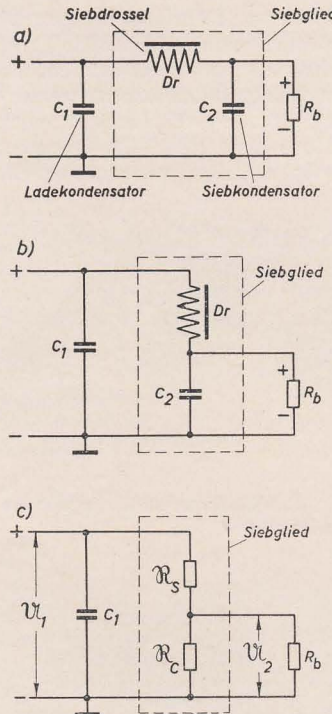 Siebdrossel
Siebglied
a)
+
Dr
C1
C2
+
Rb
−
−
Ladekondensator
Siebkondensator
b)
+
Siebglied
Dr
C1
C2
+
Rb
−
−
c)
+
Siebglied
ℜS
𝔘1
C1
ℜC
𝔘2
Rb
−